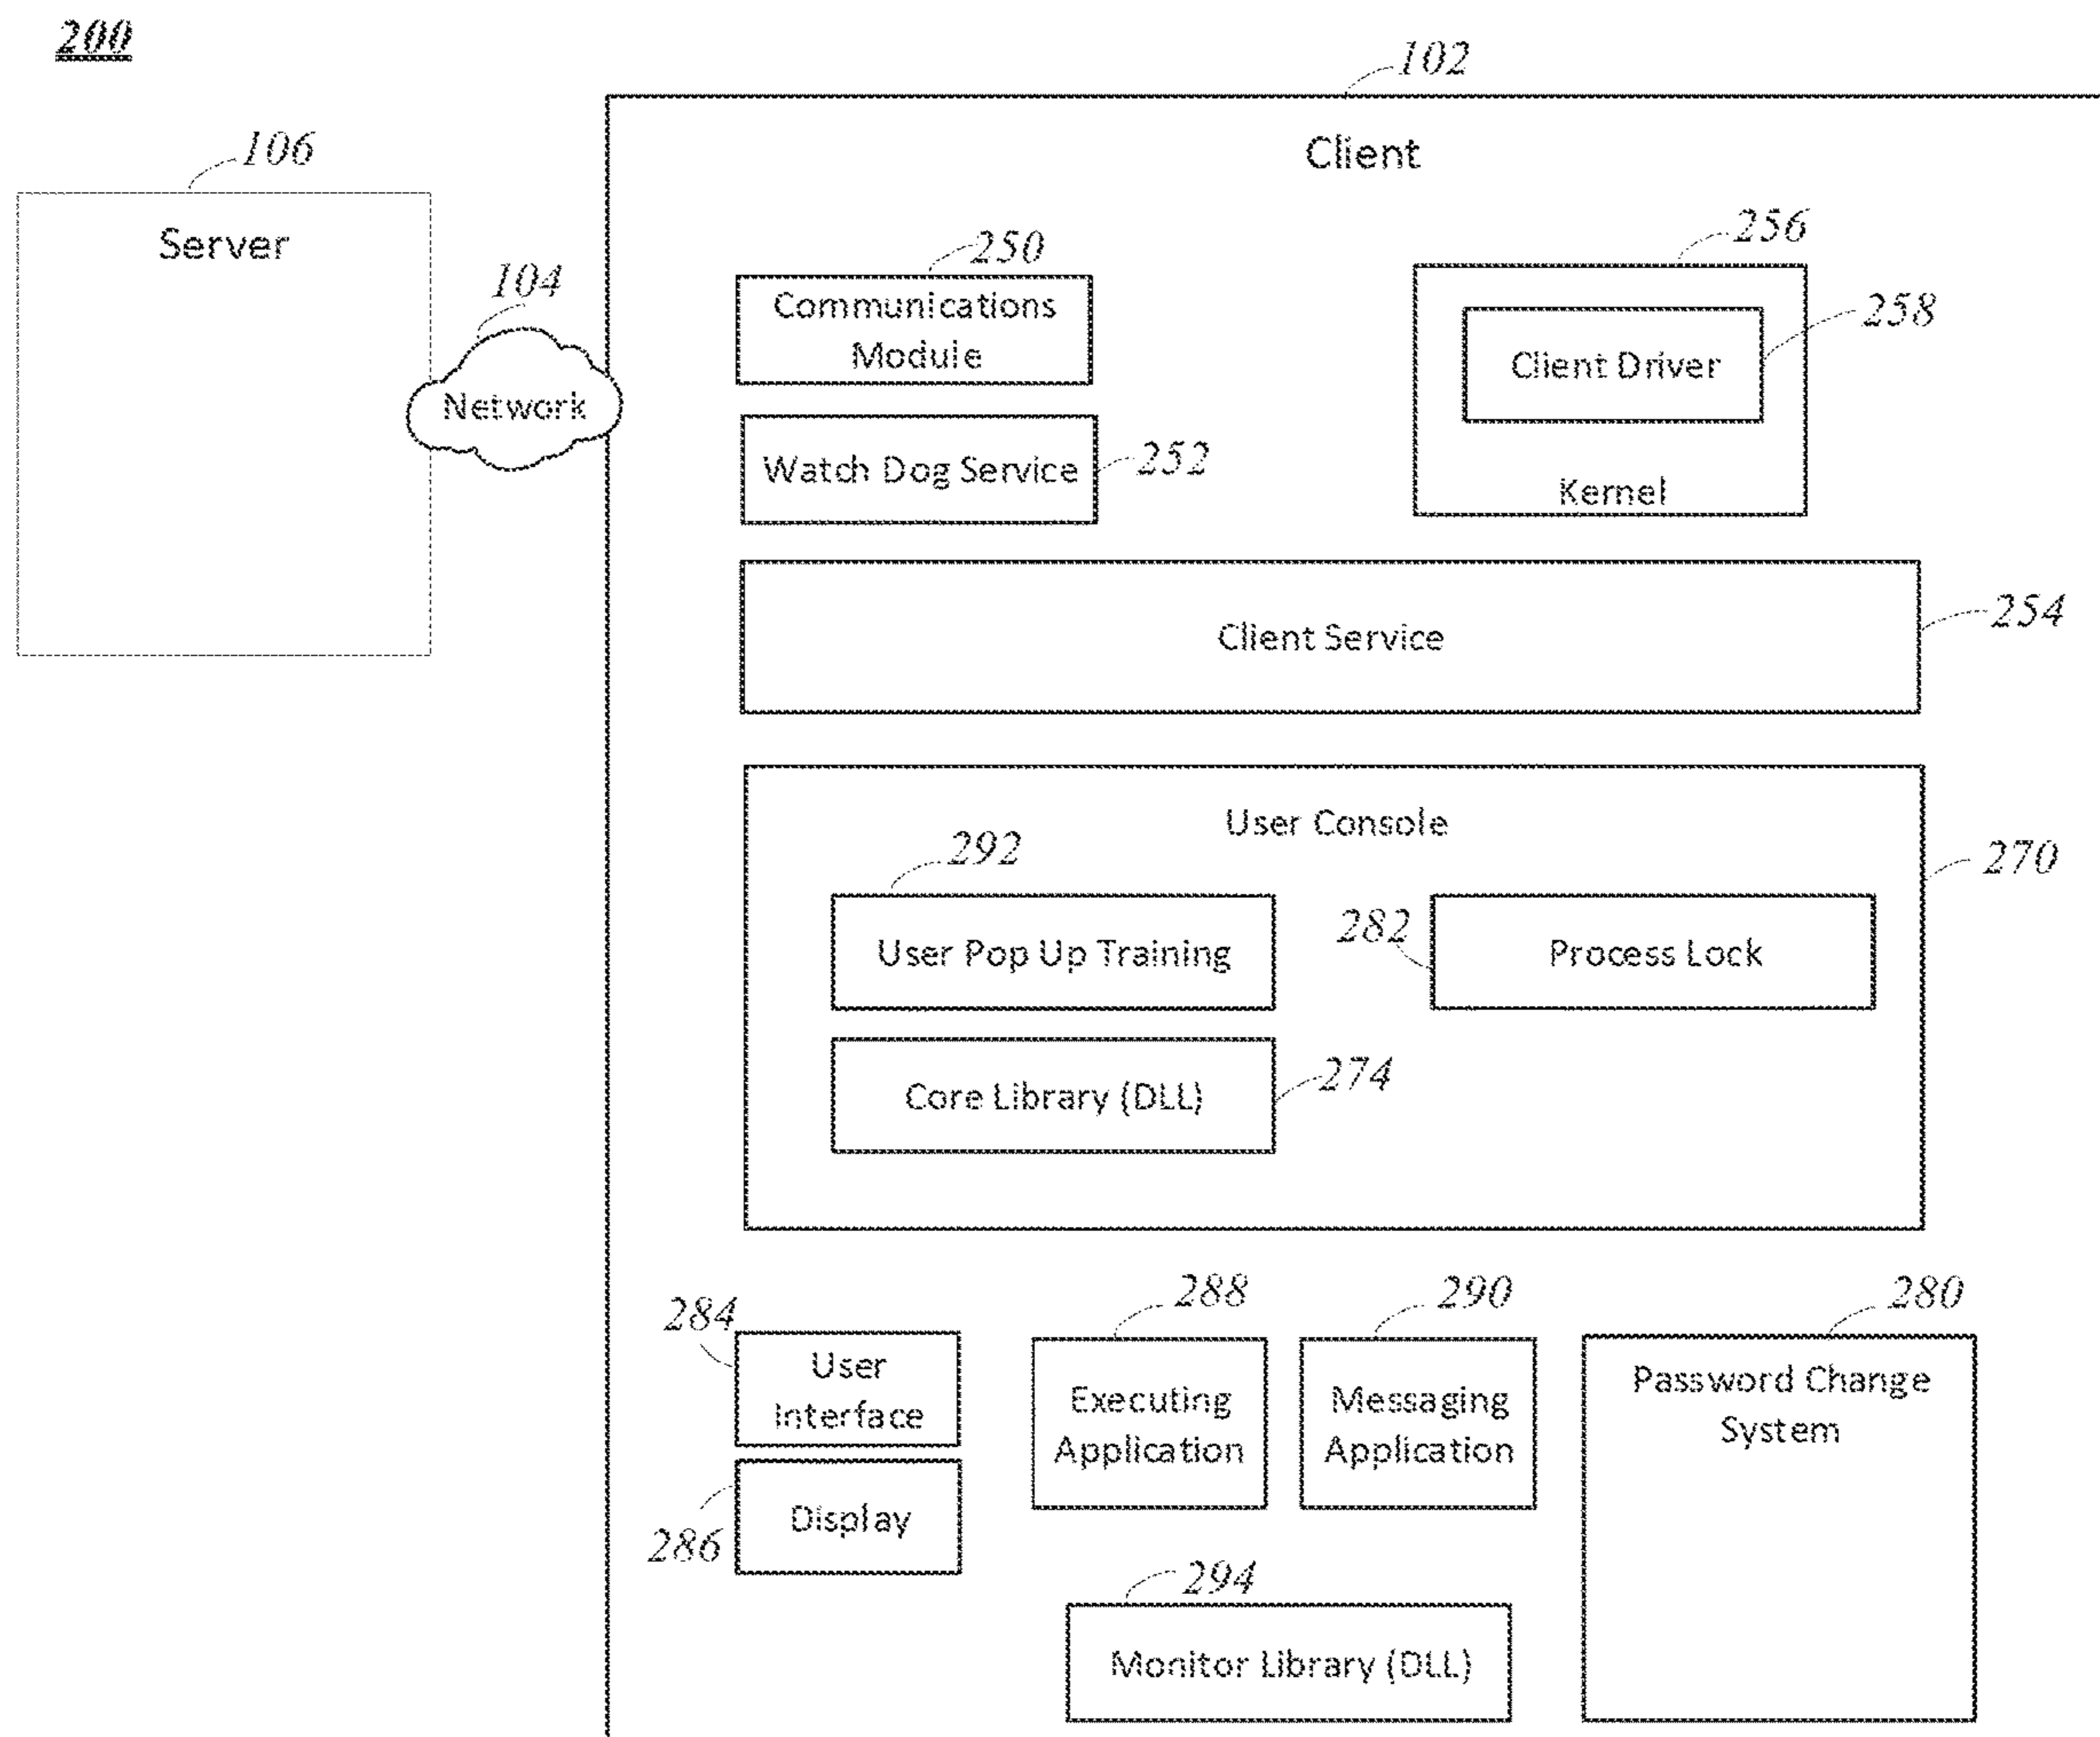 200
102
Client
106
Server
104
Network
250
Communications
Module
256
258
Client Driver
Kernel
Watch Dog Service
252
Client Service
254
User Console
270
292
User Pop Up Training
282
Process Lock
Core Library (DLL)
274
284
User
Interface
286
Display
288
Executing
Application
290
Messaging
Application
280
Password Change
System
294
Monitor Library (DLL)